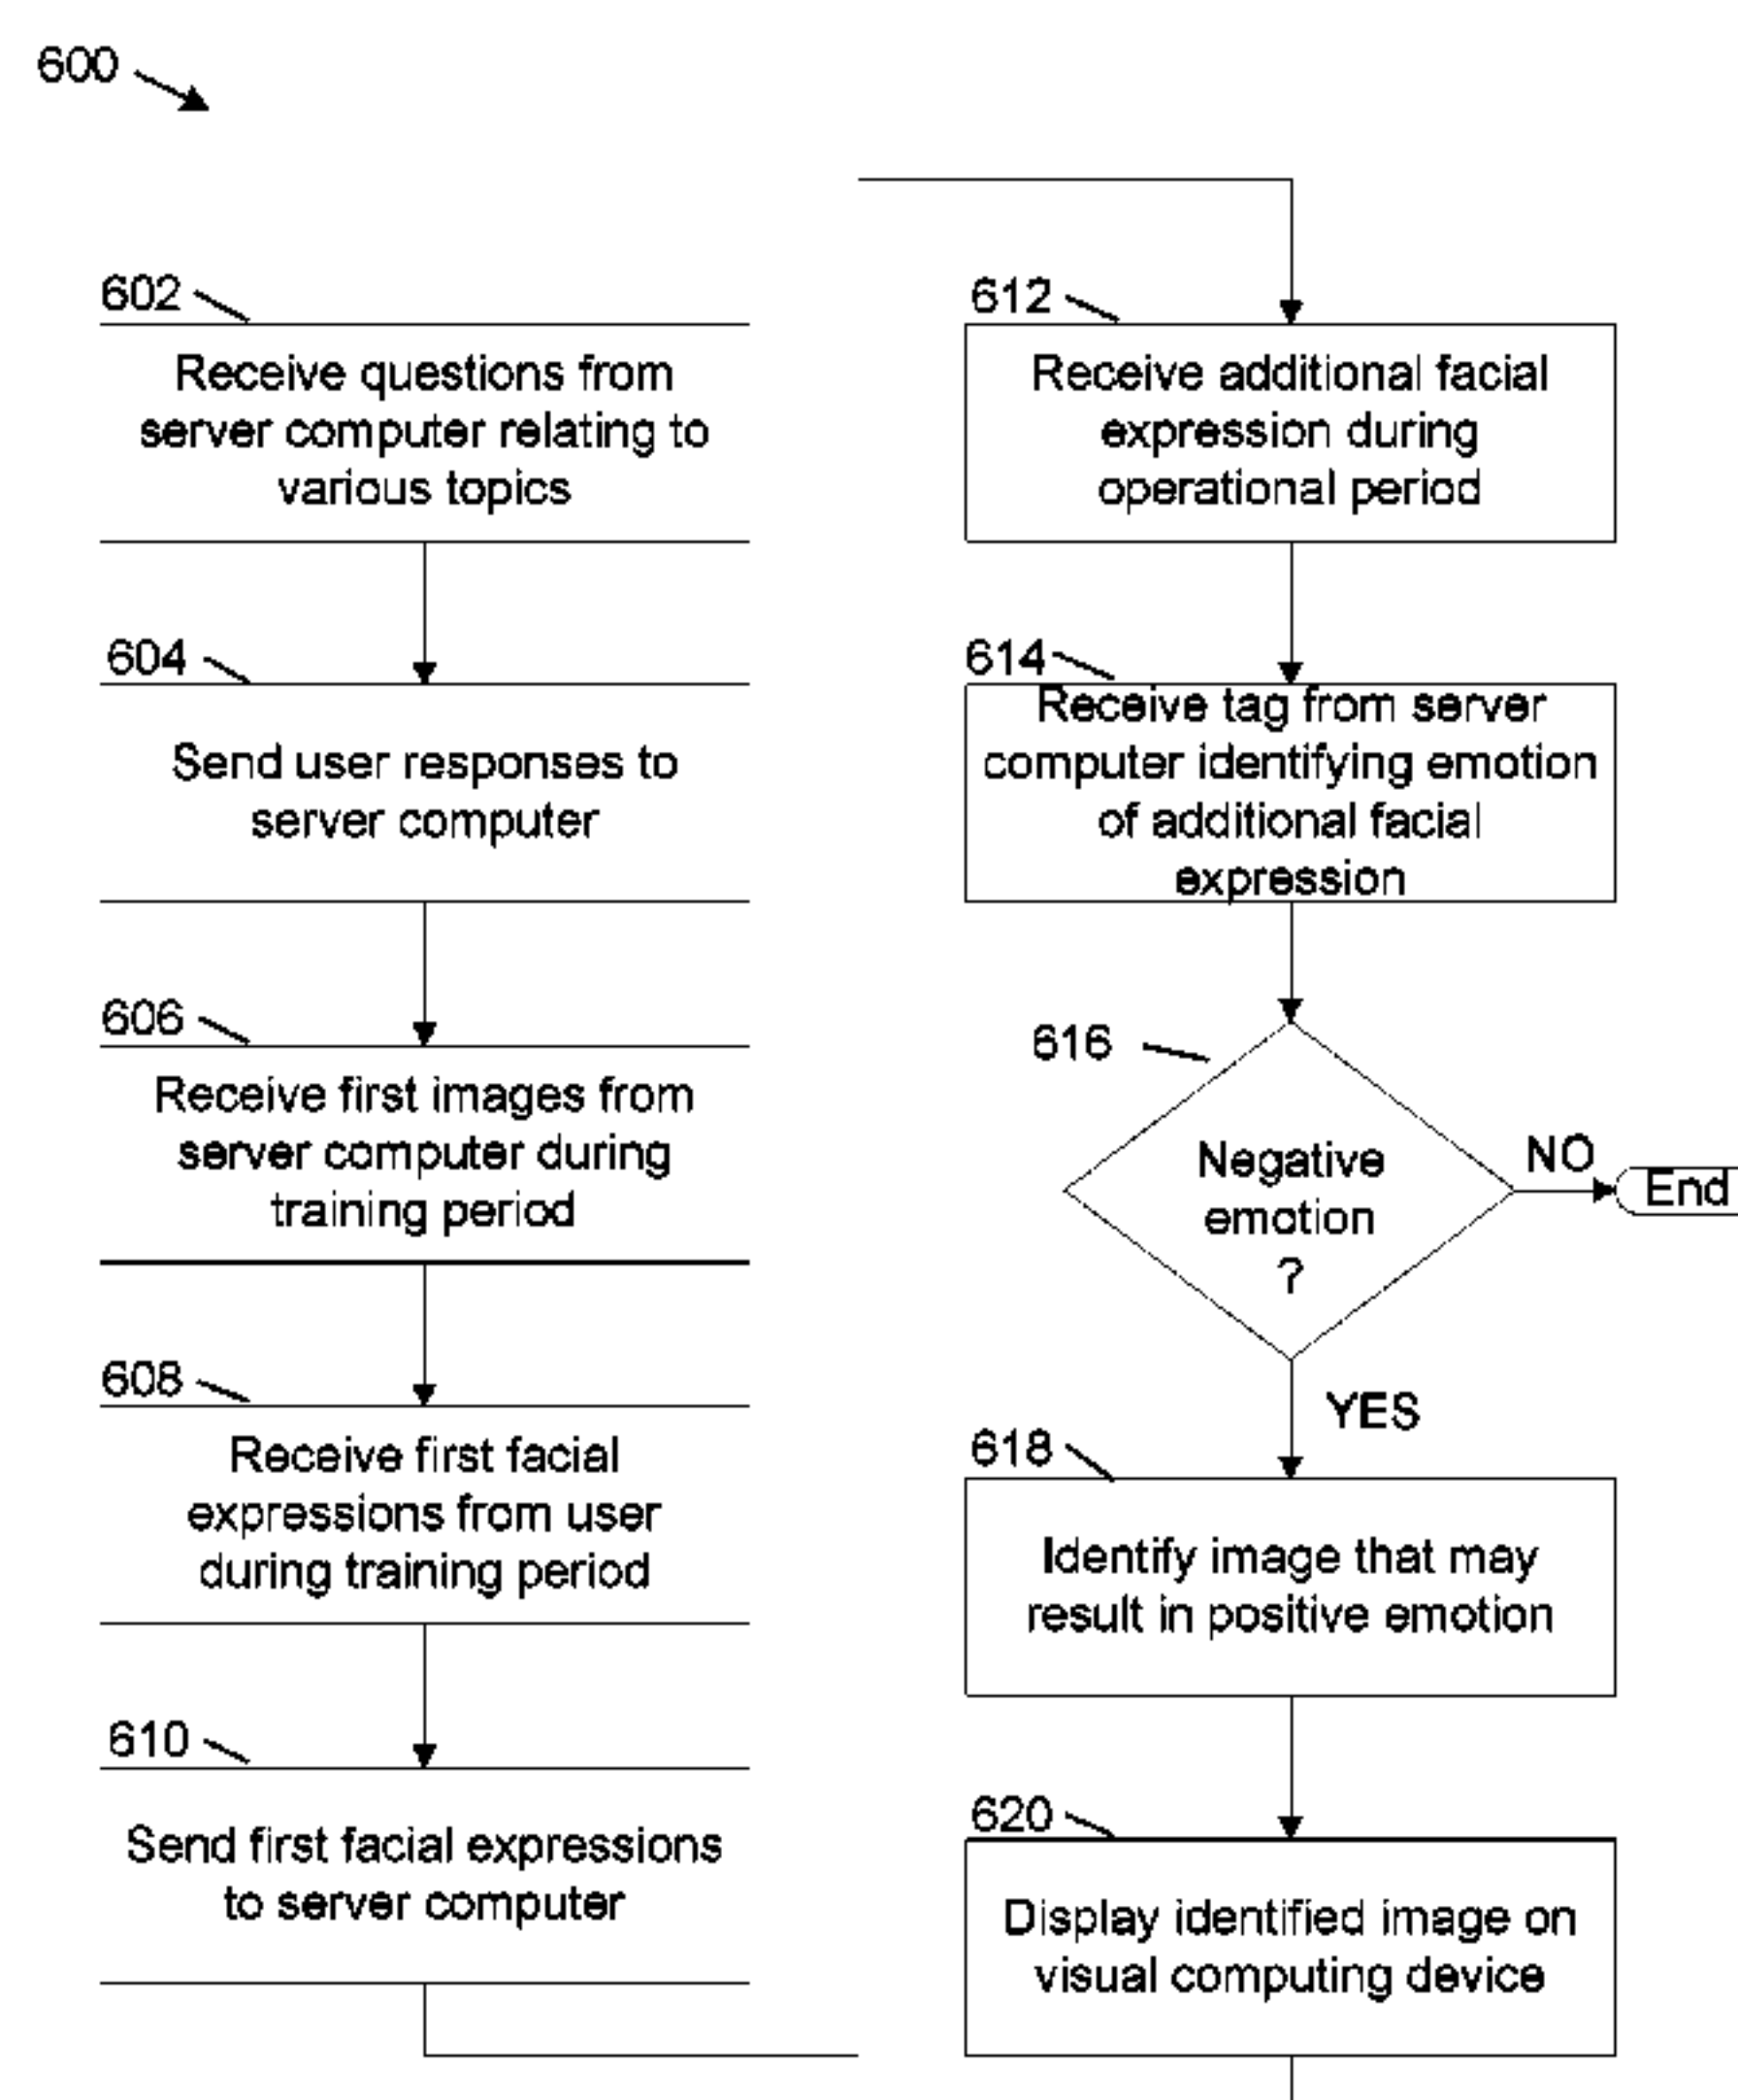 600
602
Receive questions from
server computer relating to
various topics
604
Send user responses to
server computer
606
Receive first images from
server computer during
training period
608
Receive first facial
expressions from user
during training period
610
Send first facial expressions
to server computer
612
Receive additional facial
expression during
operational period
614
Receive tag from server
computer identifying emotion
of additional facial
expression
616
Negative
emotion
?
NO
End
YES
618
Identify image that may
result in positive emotion
620
Display identified image on
visual computing device